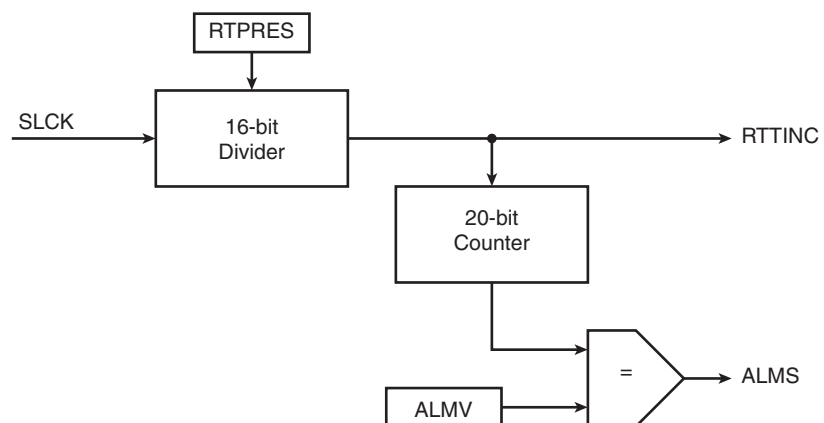 RTPRES
SLCK
16-bit
Divider
RTTINC
20-bit
Counter
=
ALMS
ALMV